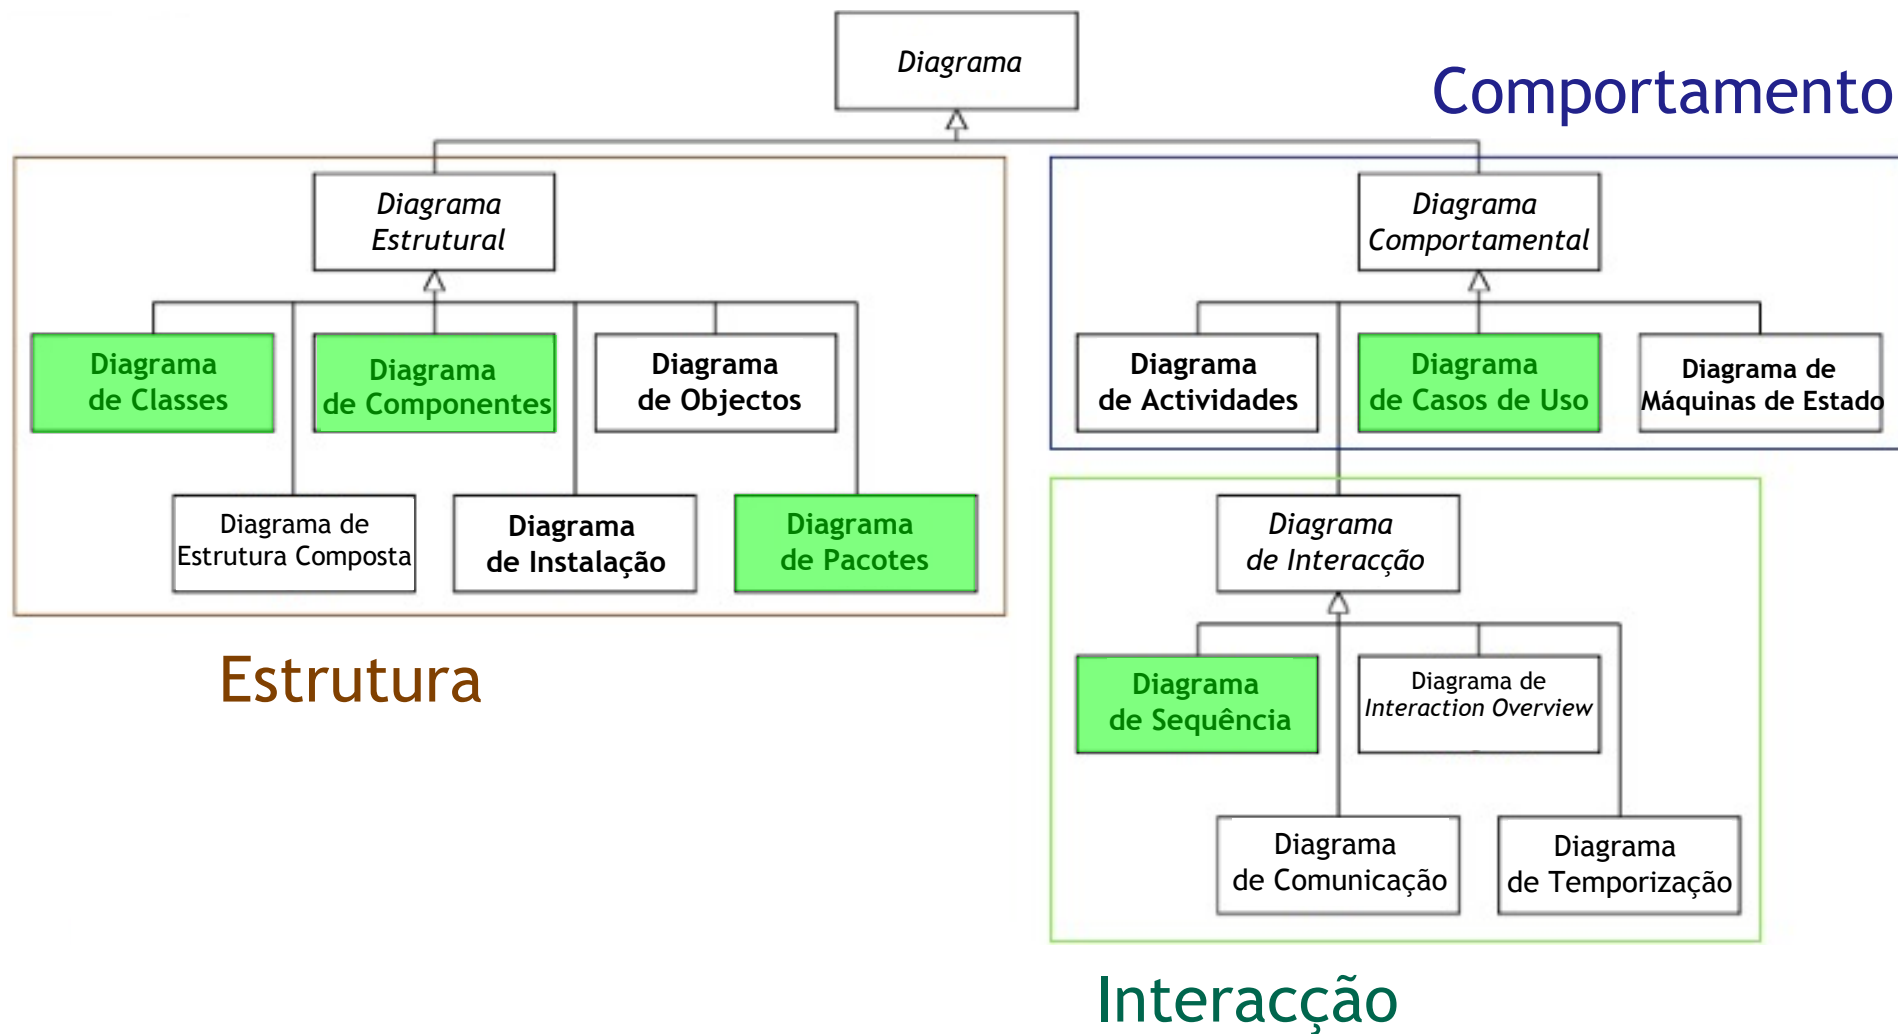 Diagrama
Comportamento
Diagrama
Estrutural
Diagrama
Comportamental
Diagrama
de Classes
Diagrama
de Componentes
Diagrama
de Objectos
Diagrama
de Actividades
Diagrama
de Casos de Uso
Diagrama de
Máquinas de Estado
Diagrama de
Estrutura Composta
Diagrama
de Instalação
Diagrama
de Pacotes
Diagrama
de Interacção
Estrutura
Diagrama
de Sequência
Diagrama de
Interaction Overview
Diagrama
de Comunicação
Diagrama
de Temporização
Interacção